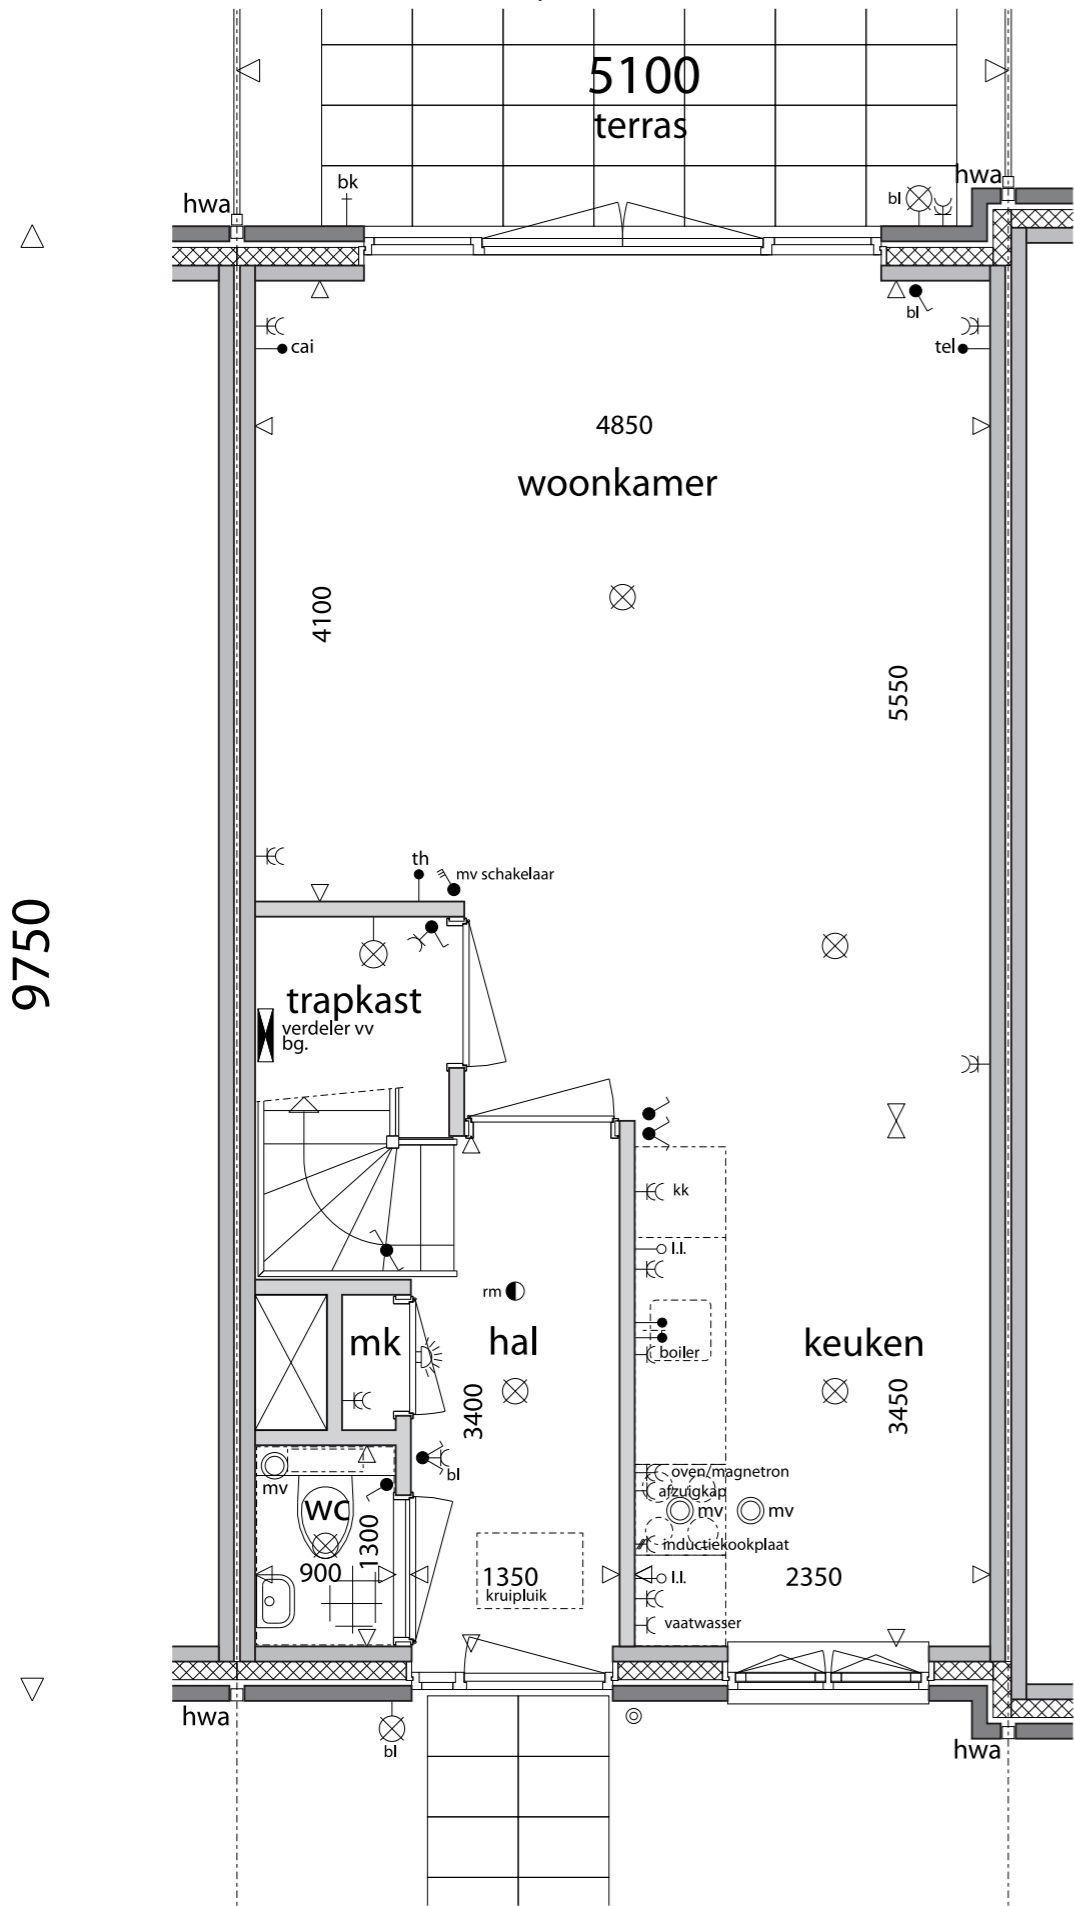 5100
terras
hwa
bk
bl
hwa
bl
cai
tel
4850
woonkamer
4100
5550
th
mv schakelaar
9750
trapkast
verdeler vv
bg.
kk
l.l.
rm
mk
hal
boiler
keuken
3400
3450
bl
oven/magnetron
afzuigkap
mv
mv
mv
wc
1300
inductiekookplaat
900
1350
kruipluik
l.l.
2350
vaatwasser
hwa
bl
hwa